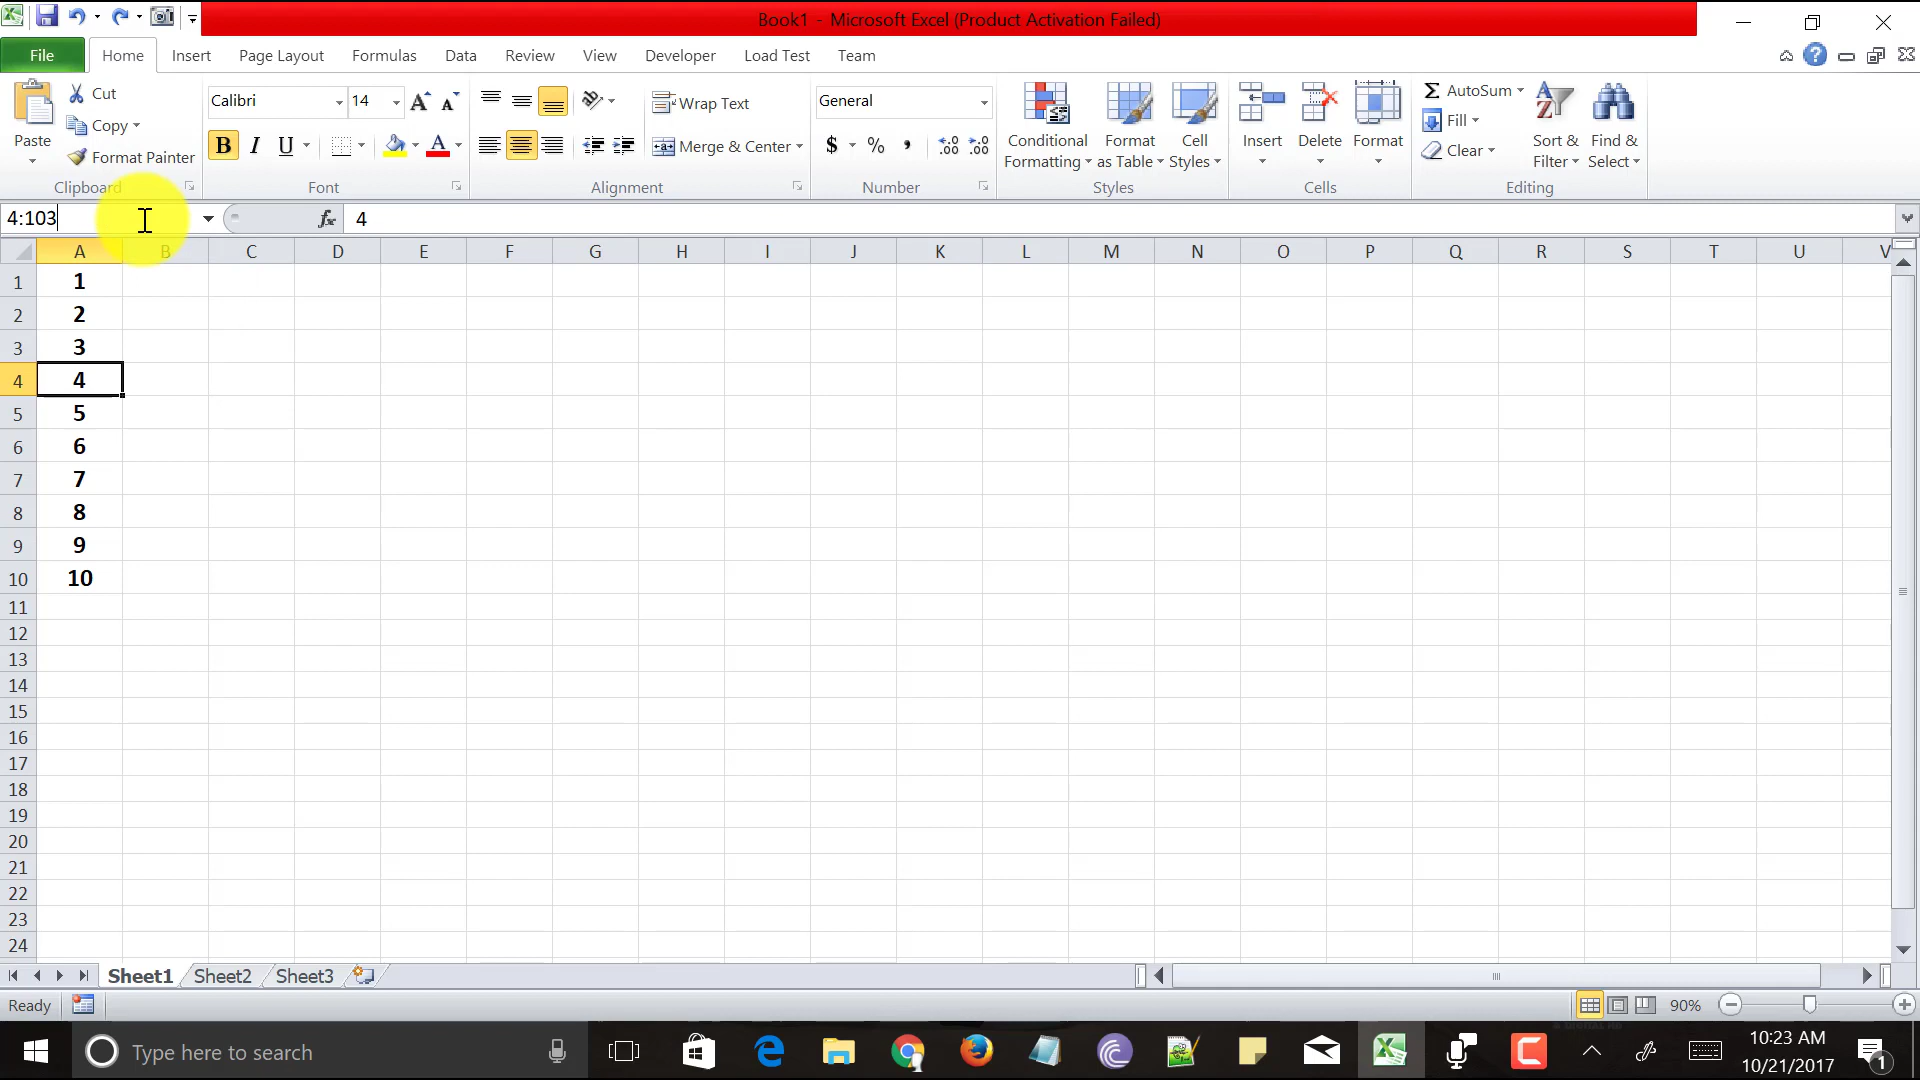 Book1 - Microsoft Excel (Product Activation Failed)
File Home Insert Page Layout Formulas Data Review View Developer Load Test Team
Paste
Cut
Copy
Format Painter
Clipboard
Calibri 14
B I U A
Font
Wrap Text
Merge & Center
Alignment
General
$ % ,
Number
Conditional Formatting
Format as Table
Cell Styles
Styles
Insert
Delete
Format
Cells
Σ AutoSum
Fill
Clear
Sort & Filter
Find & Select
Editing
4:103 fx 4
A B C D E F G H I J K L M N O P Q R S T U V
1 1
2 2
3 3
4 4
5 5
6 6
7 7
8 8
9 9
10 10
11
12
13
14
15
16
17
18
19
20
21
22
23
24
Sheet1 Sheet2 Sheet3
Ready 90%
Type here to search
10:23 AM
10/21/2017
1